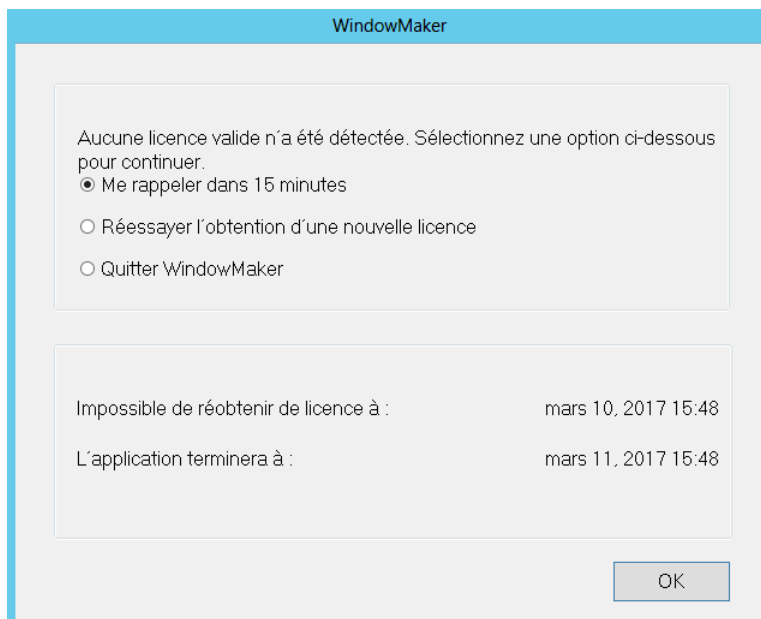 WindowMaker
Aucune licence valide n´a été détectée. Sélectionnez une option ci-dessous
pour continuer.
Me rappeler dans 15 minutes
Réessayer l´obtention d´une nouvelle licence
Quitter WindowMaker
Impossible de réobtenir de licence à : mars 10, 2017 15:48
L´application terminera à : mars 11, 2017 15:48
OK